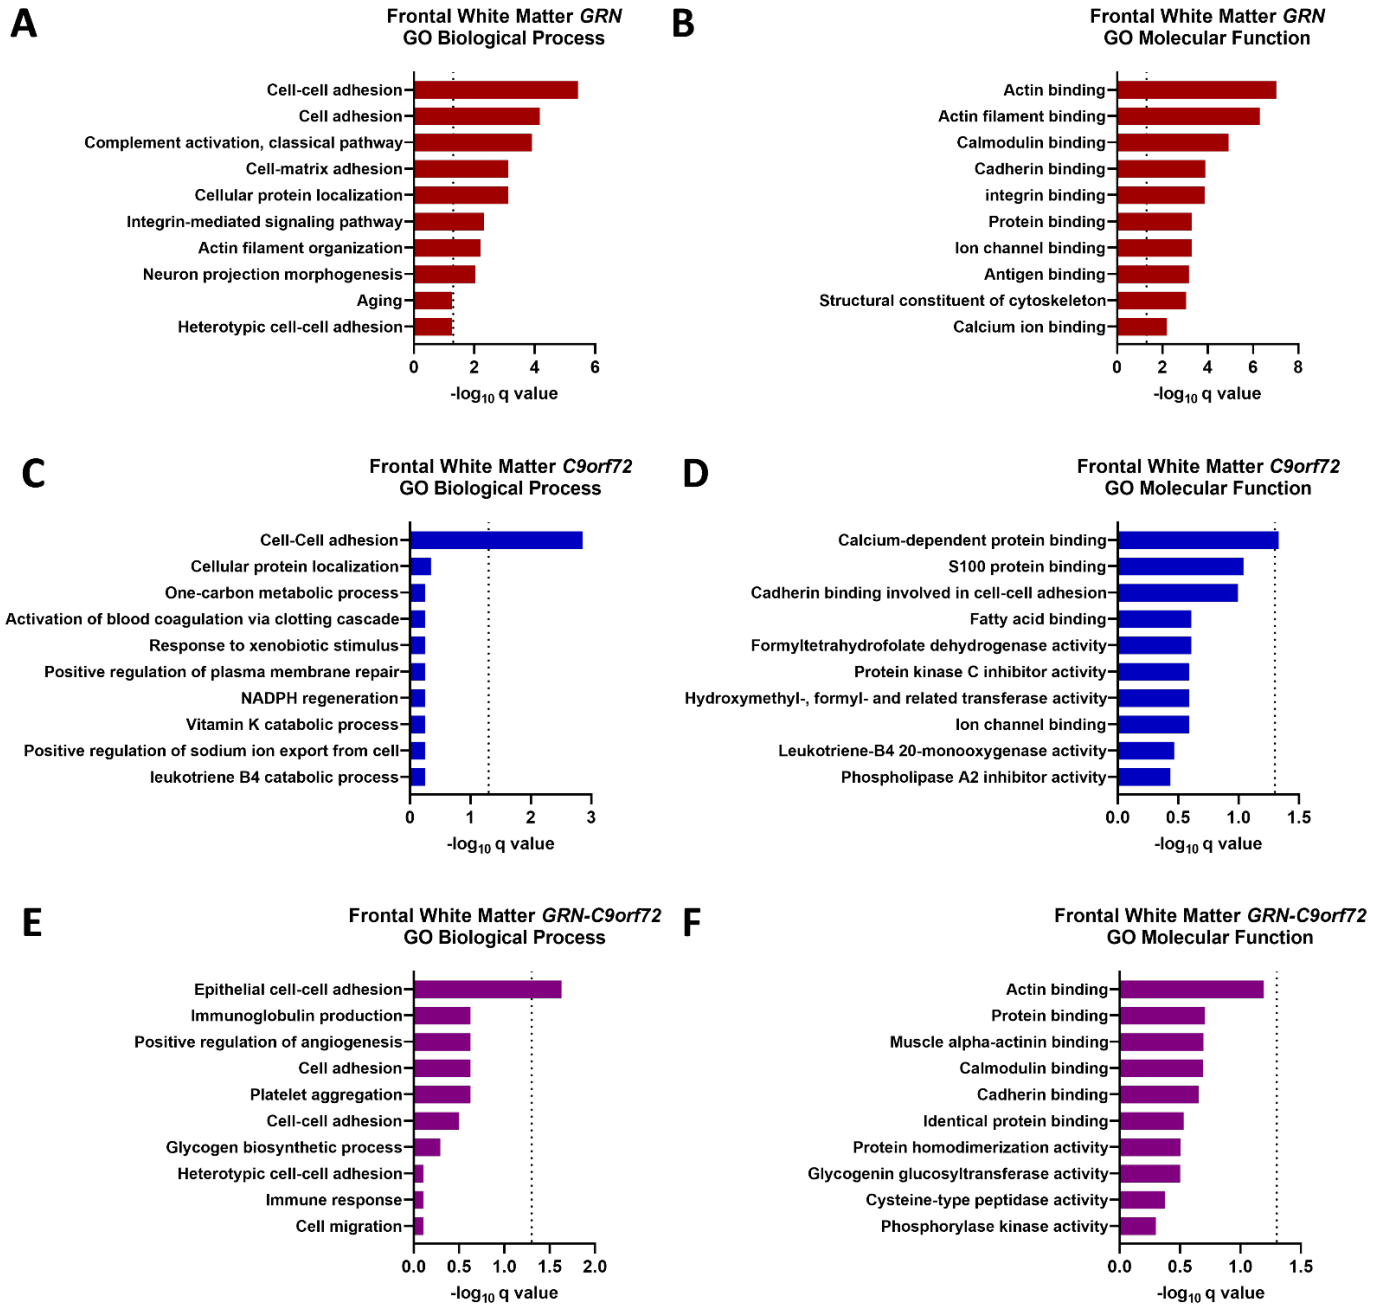 A
Frontal White Matter GRN
GO Biological Process
Cell-cell adhesion
Cell adhesion
Complement activation, classical pathway
Cell-matrix adhesion
Cellular protein localization
Integrin-mediated signaling pathway
Actin filament organization
Neuron projection morphogenesis
Aging
Heterotypic cell-cell adhesion
0 2 4 6
-log10 q value
B
Frontal White Matter GRN
GO Molecular Function
Actin binding
Actin filament binding
Calmodulin binding
Cadherin binding
integrin binding
Protein binding
Ion channel binding
Antigen binding
Structural constituent of cytoskeleton
Calcium ion binding
0 2 4 6 8
-log10 q value
C
Frontal White Matter C9orf72
GO Biological Process
Cell-Cell adhesion
Cellular protein localization
One-carbon metabolic process
Activation of blood coagulation via clotting cascade
Response to xenobiotic stimulus
Positive regulation of plasma membrane repair
NADPH regeneration
Vitamin K catabolic process
Positive regulation of sodium ion export from cell
leukotriene B4 catabolic process
0 1 2 3
-log10 q value
D
Frontal White Matter C9orf72
GO Molecular Function
Calcium-dependent protein binding
S100 protein binding
Cadherin binding involved in cell-cell adhesion
Fatty acid binding
Formyltetrahydrofolate dehydrogenase activity
Protein kinase C inhibitor activity
Hydroxymethyl-, formyl- and related transferase activity
Ion channel binding
Leukotriene-B4 20-monooxygenase activity
Phospholipase A2 inhibitor activity
0.0 0.5 1.0 1.5
-log10 q value
E
Frontal White Matter GRN-C9orf72
GO Biological Process
Epithelial cell-cell adhesion
Immunoglobulin production
Positive regulation of angiogenesis
Cell adhesion
Platelet aggregation
Cell-cell adhesion
Glycogen biosynthetic process
Heterotypic cell-cell adhesion
Immune response
Cell migration
0.0 0.5 1.0 1.5 2.0
-log10 q value
F
Frontal White Matter GRN-C9orf72
GO Molecular Function
Actin binding
Protein binding
Muscle alpha-actinin binding
Calmodulin binding
Cadherin binding
Identical protein binding
Protein homodimerization activity
Glycogenin glucosyltransferase activity
Cysteine-type peptidase activity
Phosphorylase kinase activity
0.0 0.5 1.0 1.5
-log10 q value